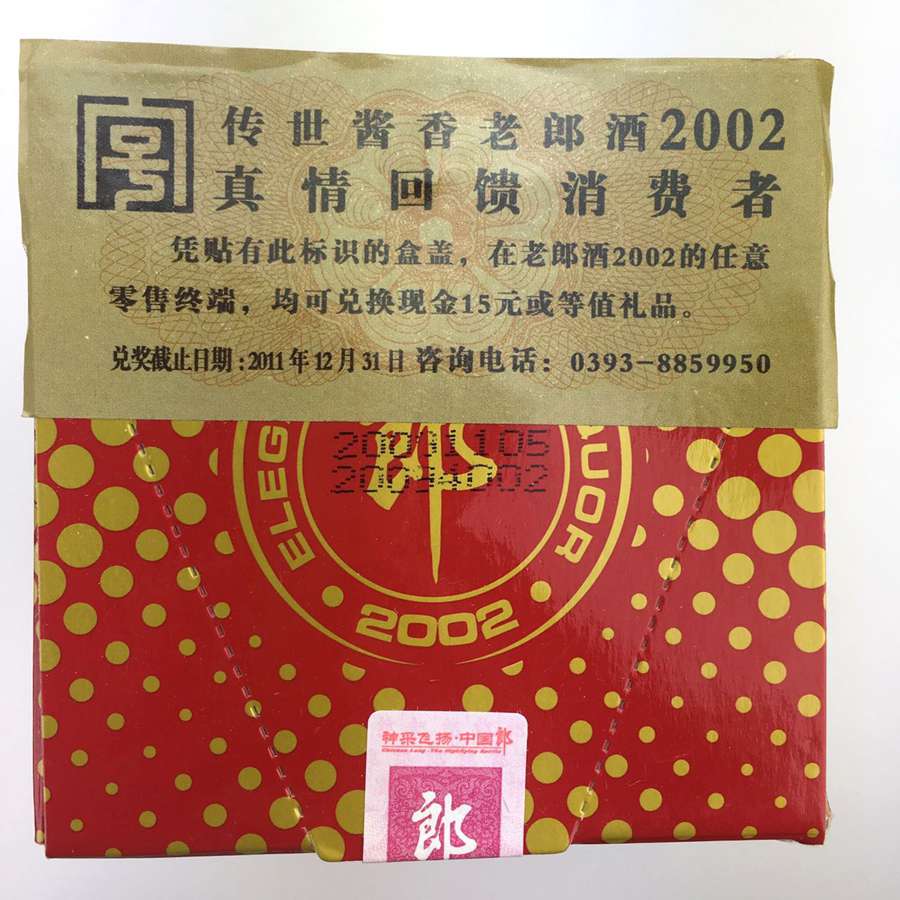 传世酱香老郎酒2002
真情回馈消费者
凭贴有此标识的盒盖，在老郎酒2002的任意
零售终端，均可兑换现金15元或等值礼品。
兑奖截止日期：2011年12月31日 咨询电话：0393-8859950
20091105
郎
2002
神采飞扬·中国郎
郎